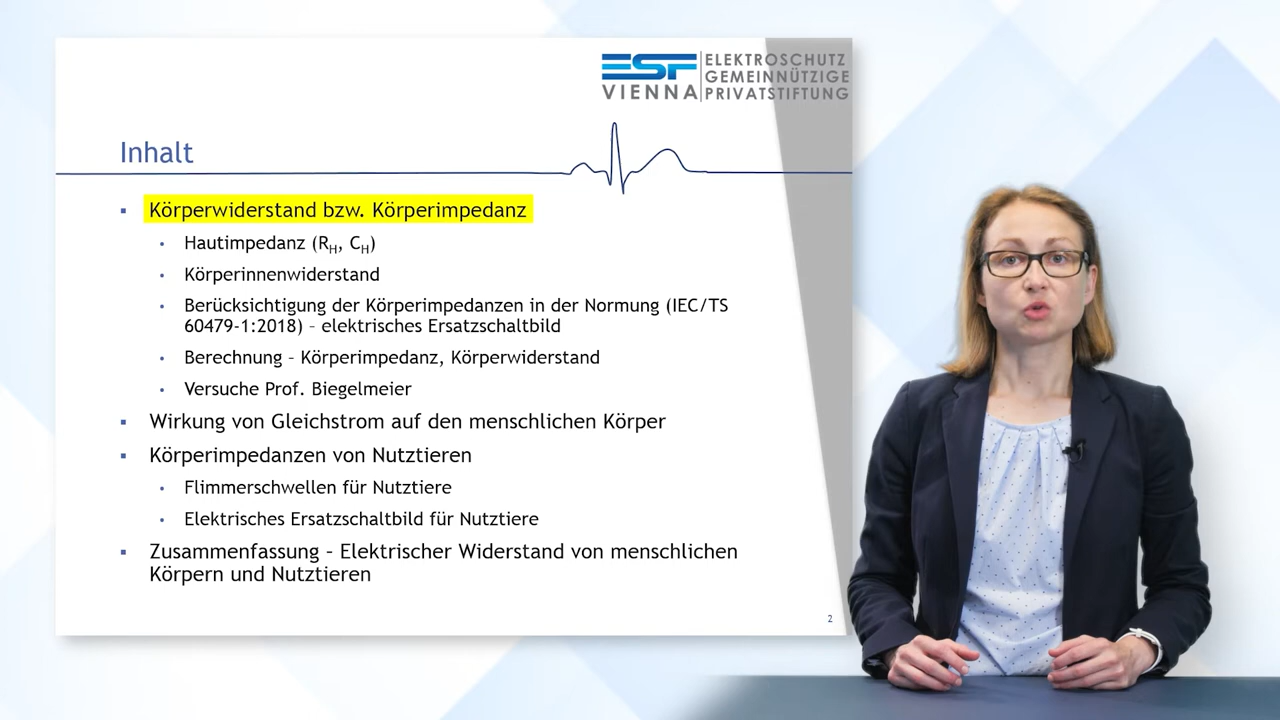 ESF
VIENNA
ELEKTROSCHUTZ
GEMEINNÜTZIGE
PRIVATSTIFTUNG
Inhalt
▪ Körperwiderstand bzw. Körperimpedanz
• Hautimpedanz (R_H, C_H)
• Körperinnenwiderstand
• Berücksichtigung der Körperimpedanzen in der Normung (IEC/TS
60479-1:2018) – elektrisches Ersatzschaltbild
• Berechnung – Körperimpedanz, Körperwiderstand
• Versuche Prof. Biegelmeier
▪ Wirkung von Gleichstrom auf den menschlichen Körper
▪ Körperimpedanzen von Nutztieren
• Flimmerschwellen für Nutztiere
• Elektrisches Ersatzschaltbild für Nutztiere
▪ Zusammenfassung – Elektrischer Widerstand von menschlichen
Körpern und Nutztieren
2